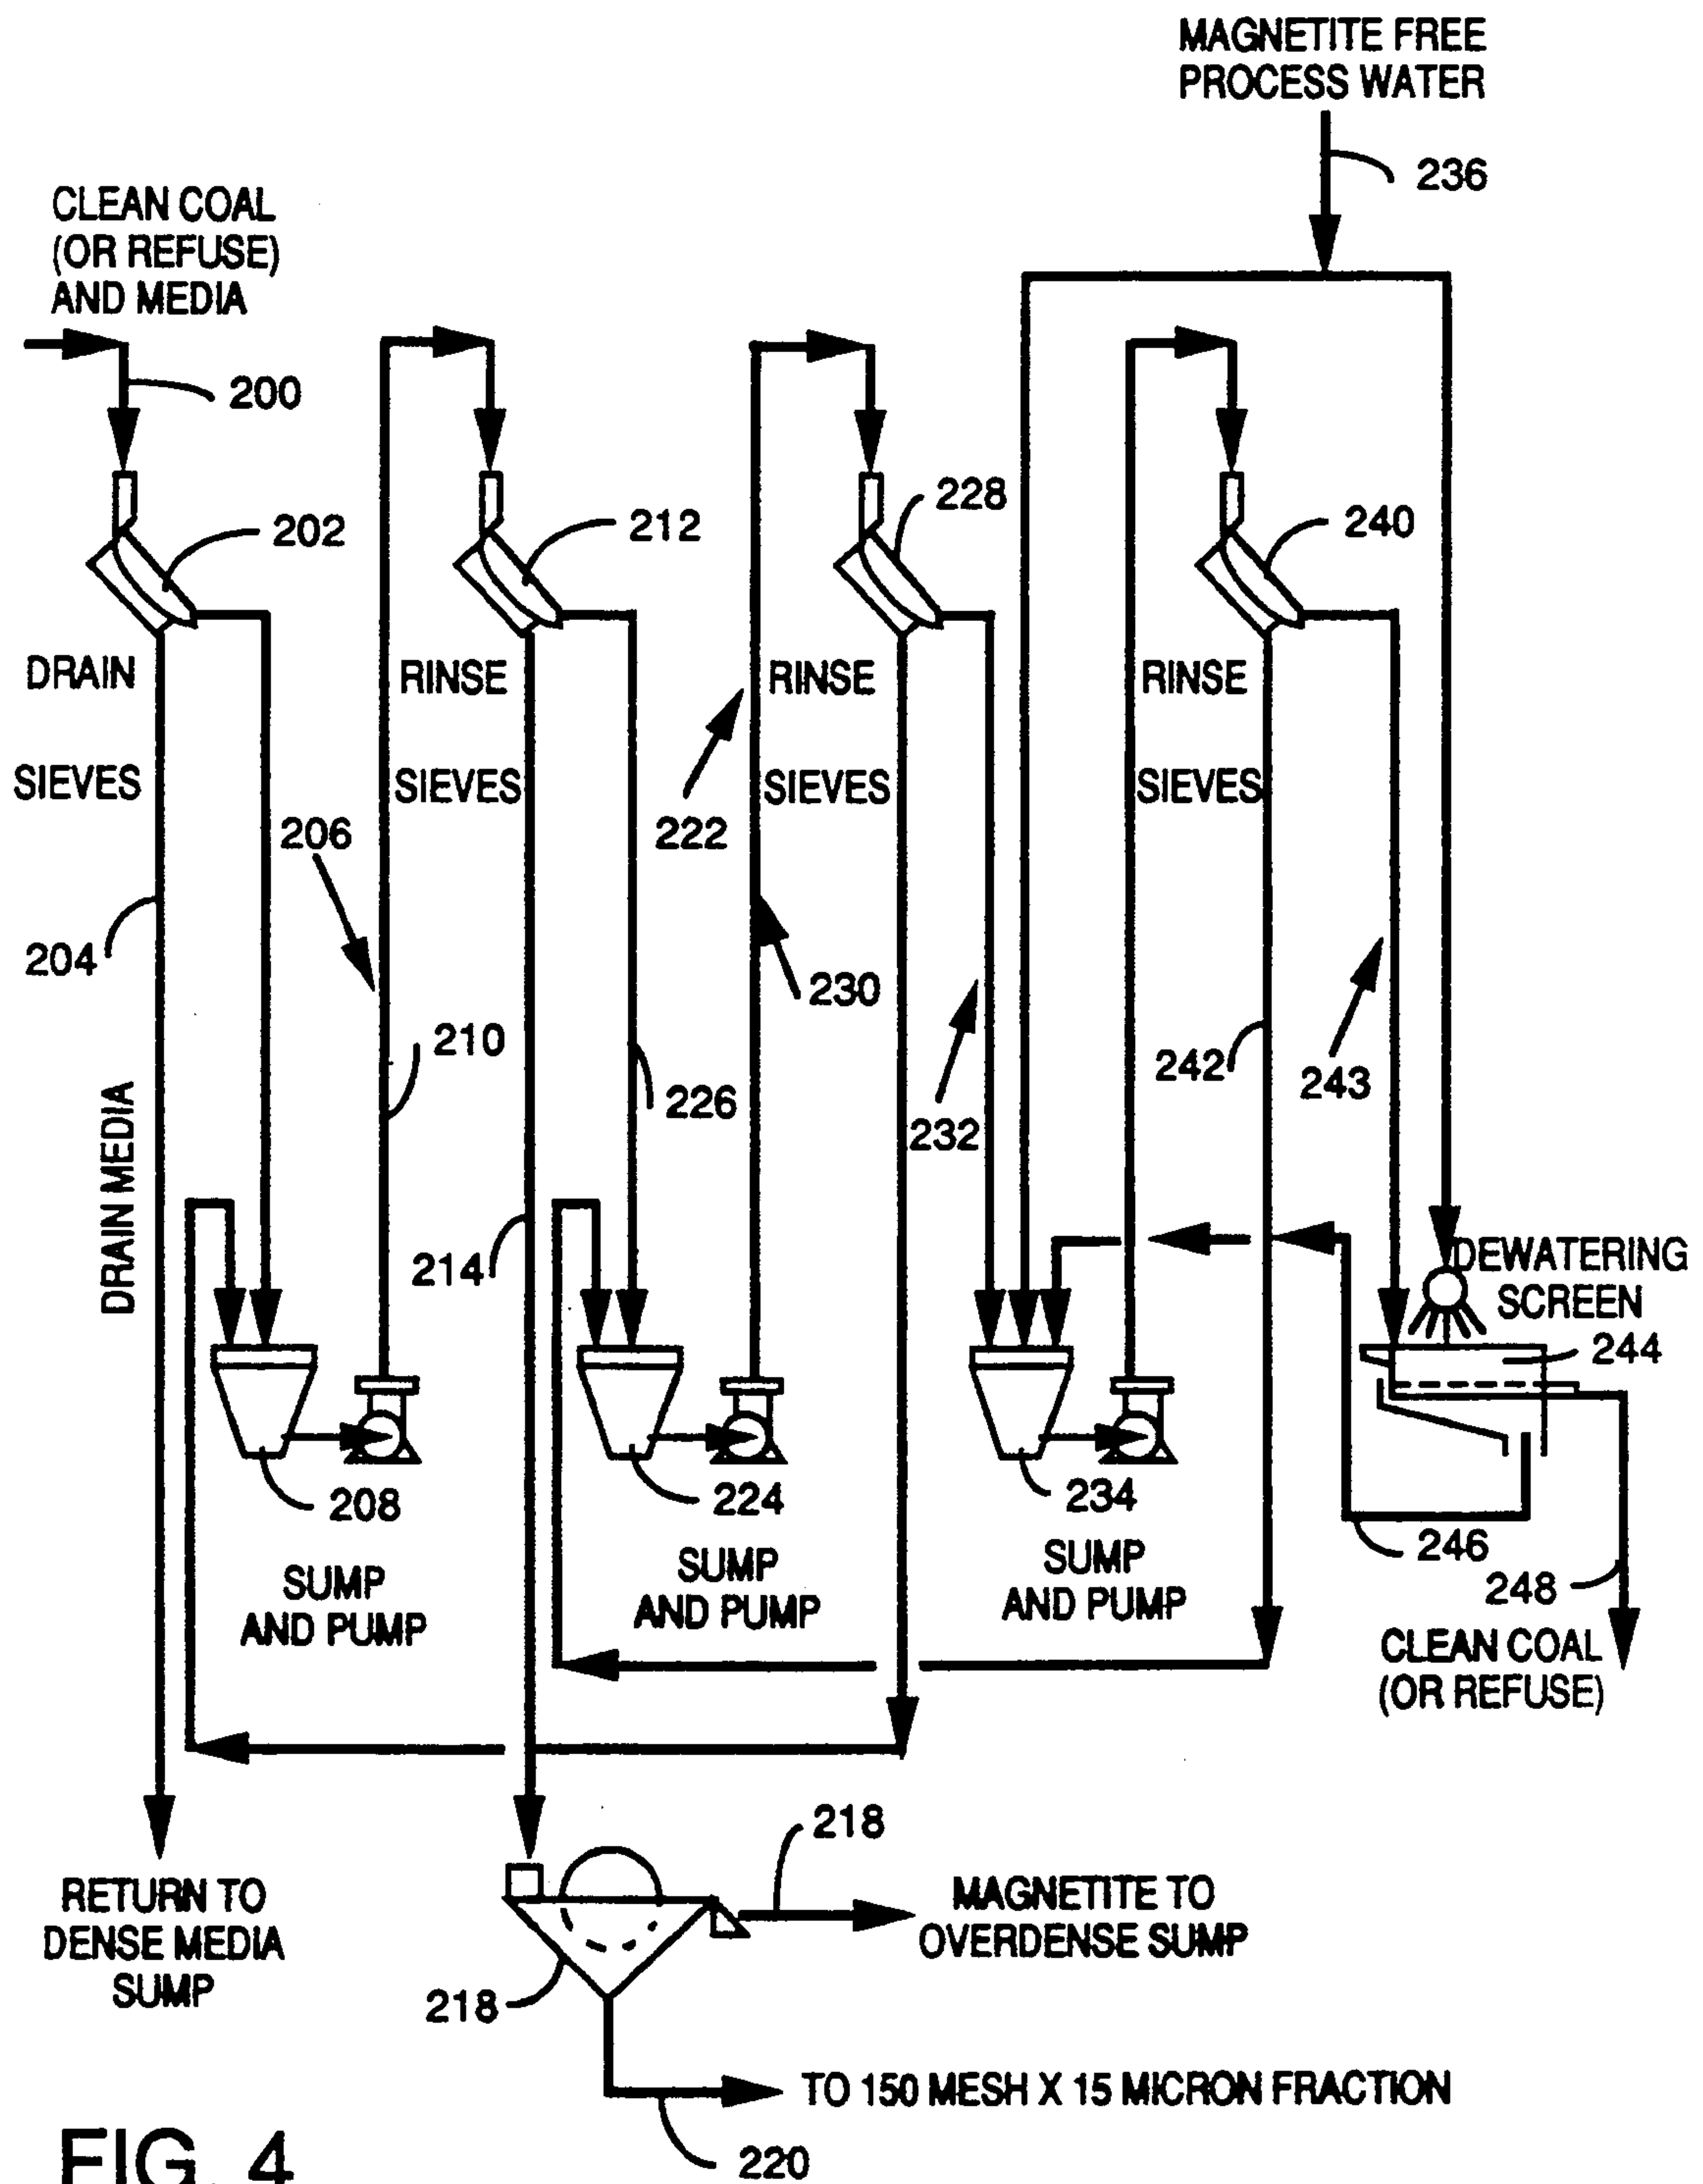 MAGNETITE FREE
PROCESS WATER
236
CLEAN COAL
(OR REFUSE)
AND MEDIA
200
202
212
228
240
DRAIN
SIEVES
RINSE
SIEVES
RINSE
SIEVES
RINSE
SIEVES
206
222
204
230
210
226
232
242
243
DRAIN MEDIA
214
DEWATERING
SCREEN
244
208
224
234
246
248
SUMP
AND PUMP
SUMP
AND PUMP
SUMP
AND PUMP
CLEAN COAL
(OR REFUSE)
218
RETURN TO
DENSE MEDIA
SUMP
MAGNETITE TO
OVERDENSE SUMP
218
TO 150 MESH X 15 MICRON FRACTION
220
FIG. 4